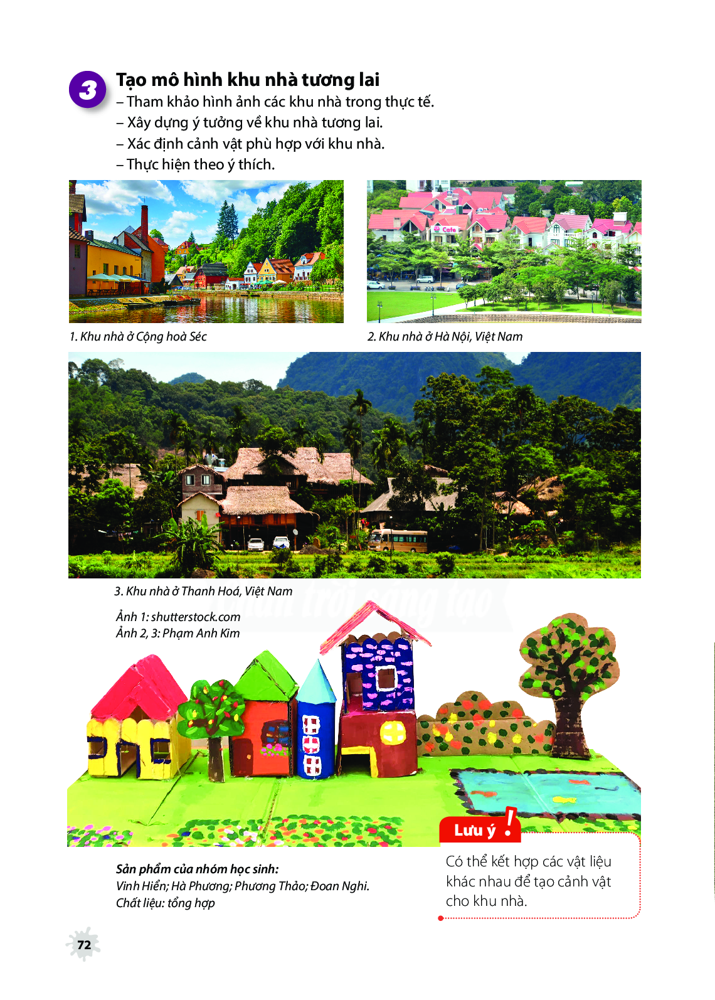 3
Tạo mô hình khu nhà tương lai
– Tham khảo hình ảnh các khu nhà trong thực tế.
– Xây dựng ý tưởng về khu nhà tương lai.
– Xác định cảnh vật phù hợp với khu nhà.
– Thực hiện theo ý thích.
Cafe
1. Khu nhà ở Cộng hoà Séc
2. Khu nhà ở Hà Nội, Việt Nam
3. Khu nhà ở Thanh Hoá, Việt Nam
Chân trời sáng tạo
Ảnh 1: shutterstock.com
Ảnh 2, 3: Phạm Anh Kim
Lưu ý !
Có thể kết hợp các vật liệu
khác nhau để tạo cảnh vật
cho khu nhà.
Sản phẩm của nhóm học sinh:
Vinh Hiển; Hà Phương; Phương Thảo; Đoan Nghi.
Chất liệu: tổng hợp
72